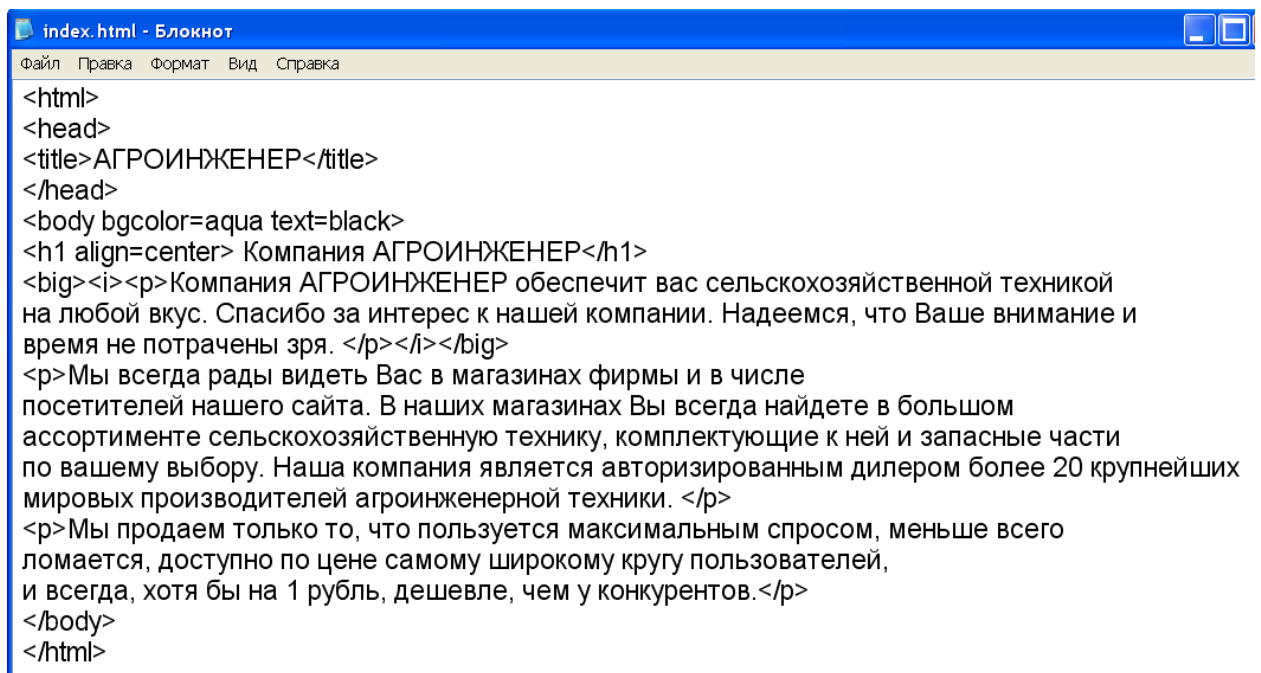 index.html - Блокнот
Файл Правка Формат Вид Справка
<html>
<head>
<title>АГРОИНЖЕНЕР</title>
</head>
<body bgcolor=aqua text=black>
<h1 align=center> Компания АГРОИНЖЕНЕР</h1>
<big><i><p>Компания АГРОИНЖЕНЕР обеспечит вас сельскохозяйственной техникой
на любой вкус. Спасибо за интерес к нашей компании. Надеемся, что Ваше внимание и
время не потрачены зря. </p></i></big>
<p>Мы всегда рады видеть Вас в магазинах фирмы и в числе
посетителей нашего сайта. В наших магазинах Вы всегда найдете в большом
ассортименте сельскохозяйственную технику, комплектующие к ней и запасные части
по вашему выбору. Наша компания является авторизированным дилером более 20 крупнейших
мировых производителей агроинженерной техники. </p>
<p>Мы продаем только то, что пользуется максимальным спросом, меньше всего
ломается, доступно по цене самому широкому кругу пользователей,
и всегда, хотя бы на 1 рубль, дешевле, чем у конкурентов.</p>
</body>
</html>